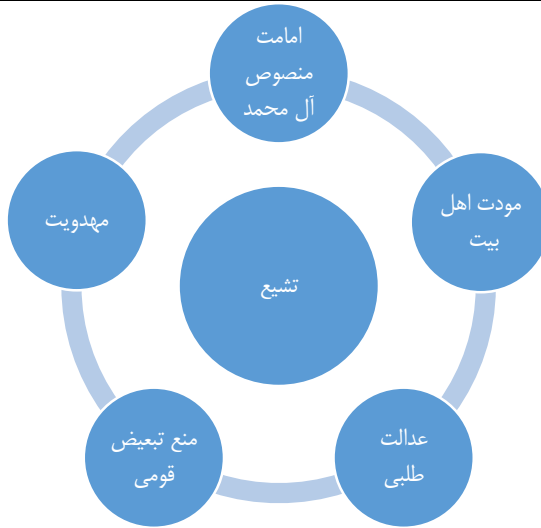 امامت
منصوص
آل محمد
مودت اهل
بیت
عدالت
طلبی
منع تبعیض
قومی
مهدویت
تشیع